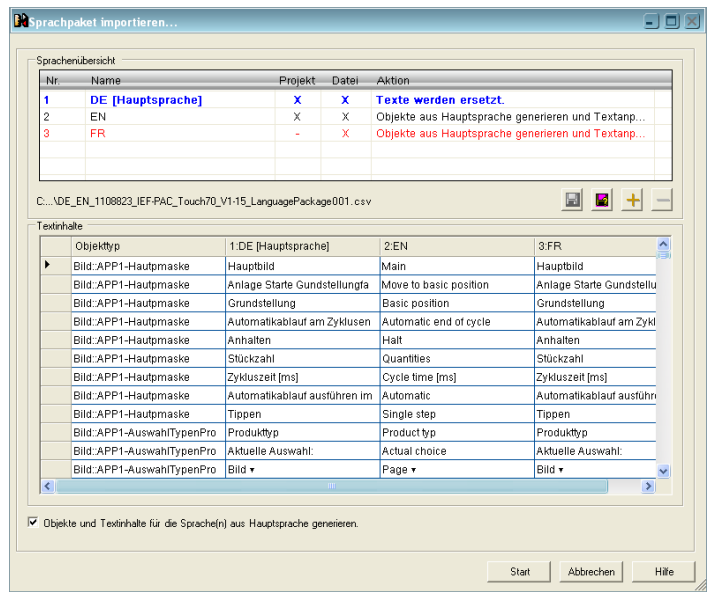 Sprachpaket importieren...
Sprachenübersicht
Nr. Name Projekt Datei Aktion
1 DE [Hauptsprache] X X Texte werden ersetzt.
2 EN X X Objekte aus Hauptsprache generieren und Textanp...
3 FR - X Objekte aus Hauptsprache generieren und Textanp...
C:...\DE_EN_1108823_IEF-PAC_Touch70_V1-15_LanguagePackage001.csv
Textinhalte
Objekttyp 1:DE [Hauptsprache] 2:EN 3:FR
Bild::APP1-Hautpmaske Hauptbild Main Hauptbild
Bild::APP1-Hautpmaske Anlage Starte Gundstellungfa Move to basic position Anlage Starte Gundstellu
Bild::APP1-Hautpmaske Grundstellung Basic position Grundstellung
Bild::APP1-Hautpmaske Automatikablauf am Zyklusen Automatic end of cycle Automatikablauf am Zykl
Bild::APP1-Hautpmaske Anhalten Halt Anhalten
Bild::APP1-Hautpmaske Stückzahl Quantities Stückzahl
Bild::APP1-Hautpmaske Zykluszeit [ms] Cycle time [ms] Zykluszeit [ms]
Bild::APP1-Hautpmaske Automatikablauf ausführen im Automatic Automatikablauf ausführe
Bild::APP1-Hautpmaske Tippen Single step Tippen
Bild::APP1-AuswahlTypenPro Produkttyp Product typ Produkttyp
Bild::APP1-AuswahlTypenPro Aktuelle Auswahl: Actual choice Aktuelle Auswahl:
Bild::APP1-AuswahlTypenPro Bild ▾ Page ▾ Bild ▾
Objekte und Textinhalte für die Sprache(n) aus Hauptsprache generieren.
Start Abbrechen Hilfe